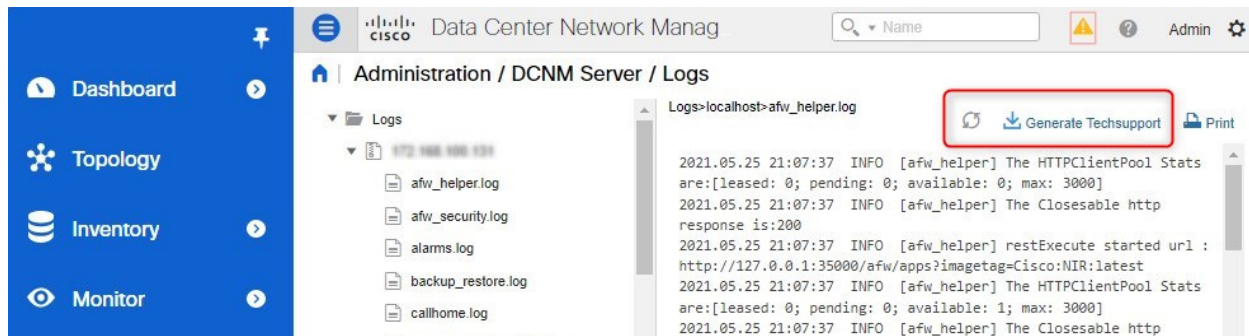 cisco
Data Center Network Manag
Name
Admin
Dashboard
Topology
Inventory
Monitor
Administration / DCNM Server / Logs
Logs
afw_helper.log
afw_security.log
alarms.log
backup_restore.log
callhome.log
Logs>localhost>afw_helper.log
Generate Techsupport
Print
2021.05.25 21:07:37 INFO [afw_helper] The HTTPClientPool Stats
are:[leased: 0; pending: 0; available: 0; max: 3000]
2021.05.25 21:07:37 INFO [afw_helper] The Closesable http
response is:200
2021.05.25 21:07:37 INFO [afw_helper] restExecute started url :
http://127.0.0.1:35000/afw/apps?imagetag=Cisco:NIR:latest
2021.05.25 21:07:37 INFO [afw_helper] The HTTPClientPool Stats
are:[leased: 0; pending: 0; available: 1; max: 3000]
2021.05.25 21:07:37 INFO [afw_helper] The Closesable http